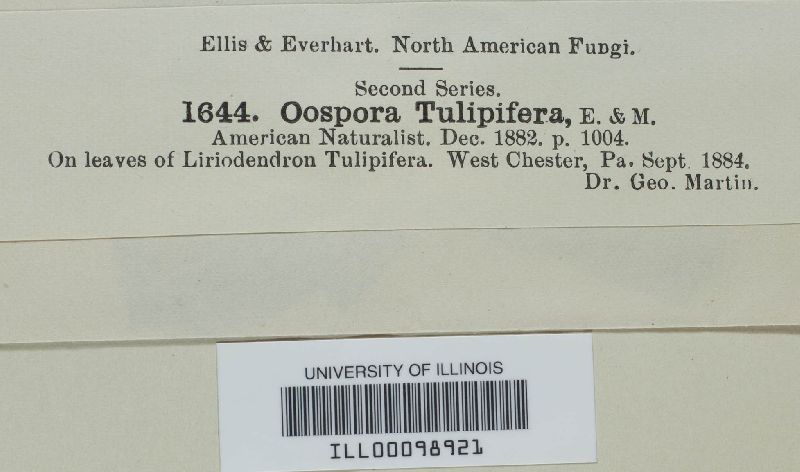 Ellis & Everhart. North American Fungi.
Second Series.
1644. Oospora Tulipifera, E. & M.
American Naturalist. Dec. 1882. p. 1004.
On leaves of Liriodendron Tulipifera. West Chester, Pa. Sept. 1884.
Dr. Geo. Martin.
UNIVERSITY OF ILLINOIS
ILL00098921